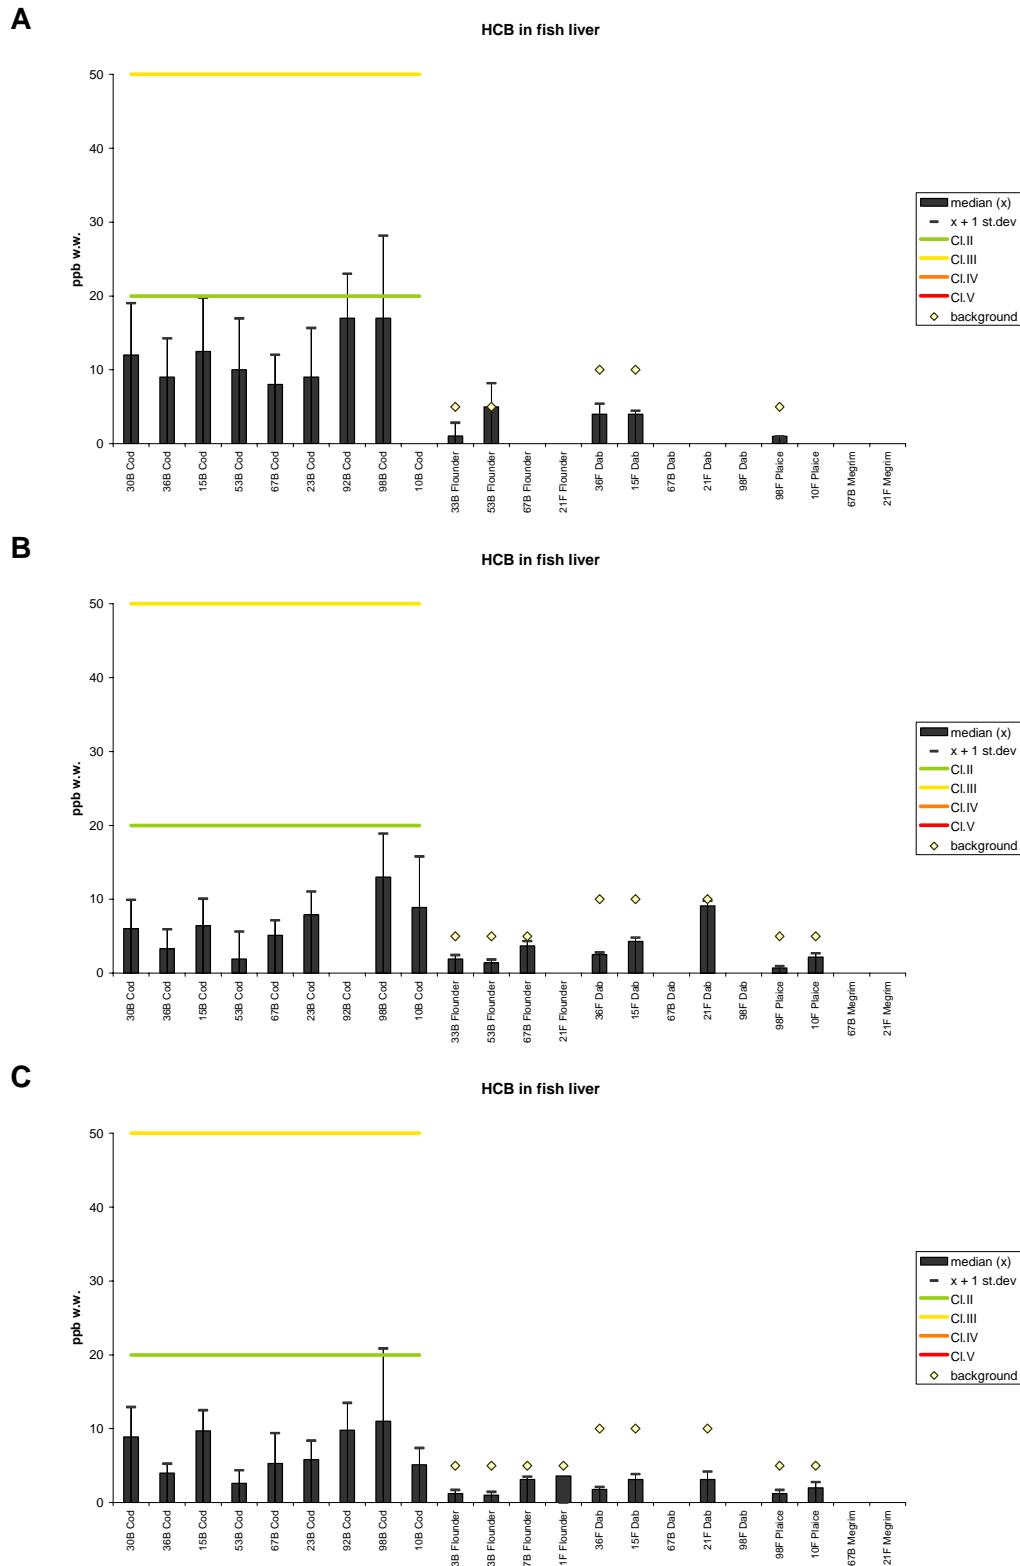 A
HCB in fish liver
ppb w.w.
50
40
30
20
10
0
30B Cod
36B Cod
15B Cod
53B Cod
67B Cod
23B Cod
92B Cod
98B Cod
10B Cod
33B Flounder
53B Flounder
67B Flounder
21F Flounder
36F Dab
15F Dab
67B Dab
21F Dab
98F Dab
98F Plaice
10F Plaice
67B Megrim
21F Megrim
median (x)
x + 1 st.dev
Cl.II
Cl.III
Cl.IV
Cl.V
background
B
HCB in fish liver
ppb w.w.
50
40
30
20
10
0
30B Cod
36B Cod
15B Cod
53B Cod
67B Cod
23B Cod
92B Cod
98B Cod
10B Cod
33B Flounder
53B Flounder
67B Flounder
21F Flounder
36F Dab
15F Dab
67B Dab
21F Dab
98F Dab
98F Plaice
10F Plaice
67B Megrim
21F Megrim
median (x)
x + 1 st.dev
Cl.II
Cl.III
Cl.IV
Cl.V
background
C
HCB in fish liver
ppb w.w.
50
40
30
20
10
0
30B Cod
36B Cod
15B Cod
53B Cod
67B Cod
23B Cod
92B Cod
98B Cod
10B Cod
3B Flounder
3B Flounder
7B Flounder
1F Flounder
36F Dab
15F Dab
67B Dab
21F Dab
98F Dab
98F Plaice
10F Plaice
67B Megrim
21F Megrim
median (x)
x + 1 st.dev
Cl.II
Cl.III
Cl.IV
Cl.V
background